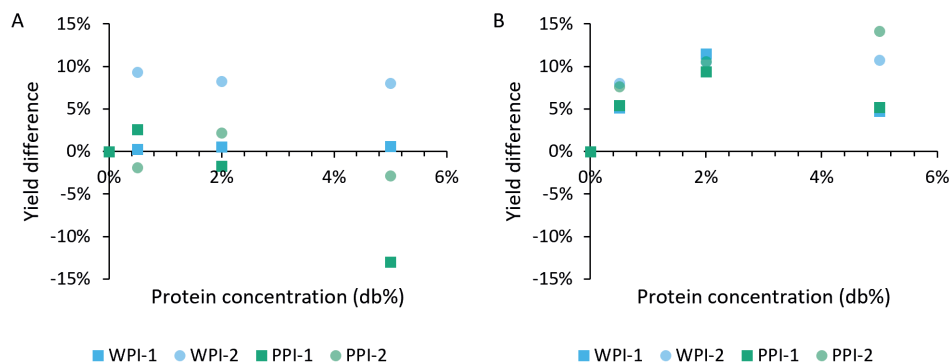 A
15%
10%
5%
0%
-5%
-10%
-15%
0% 2% 4% 6%
Yield difference
Protein concentration (db%)
WPI-1 WPI-2 PPI-1 PPI-2
B
15%
10%
5%
0%
-5%
-10%
-15%
0% 2% 4% 6%
Yield difference
Protein concentration (db%)
WPI-1 WPI-2 PPI-1 PPI-2